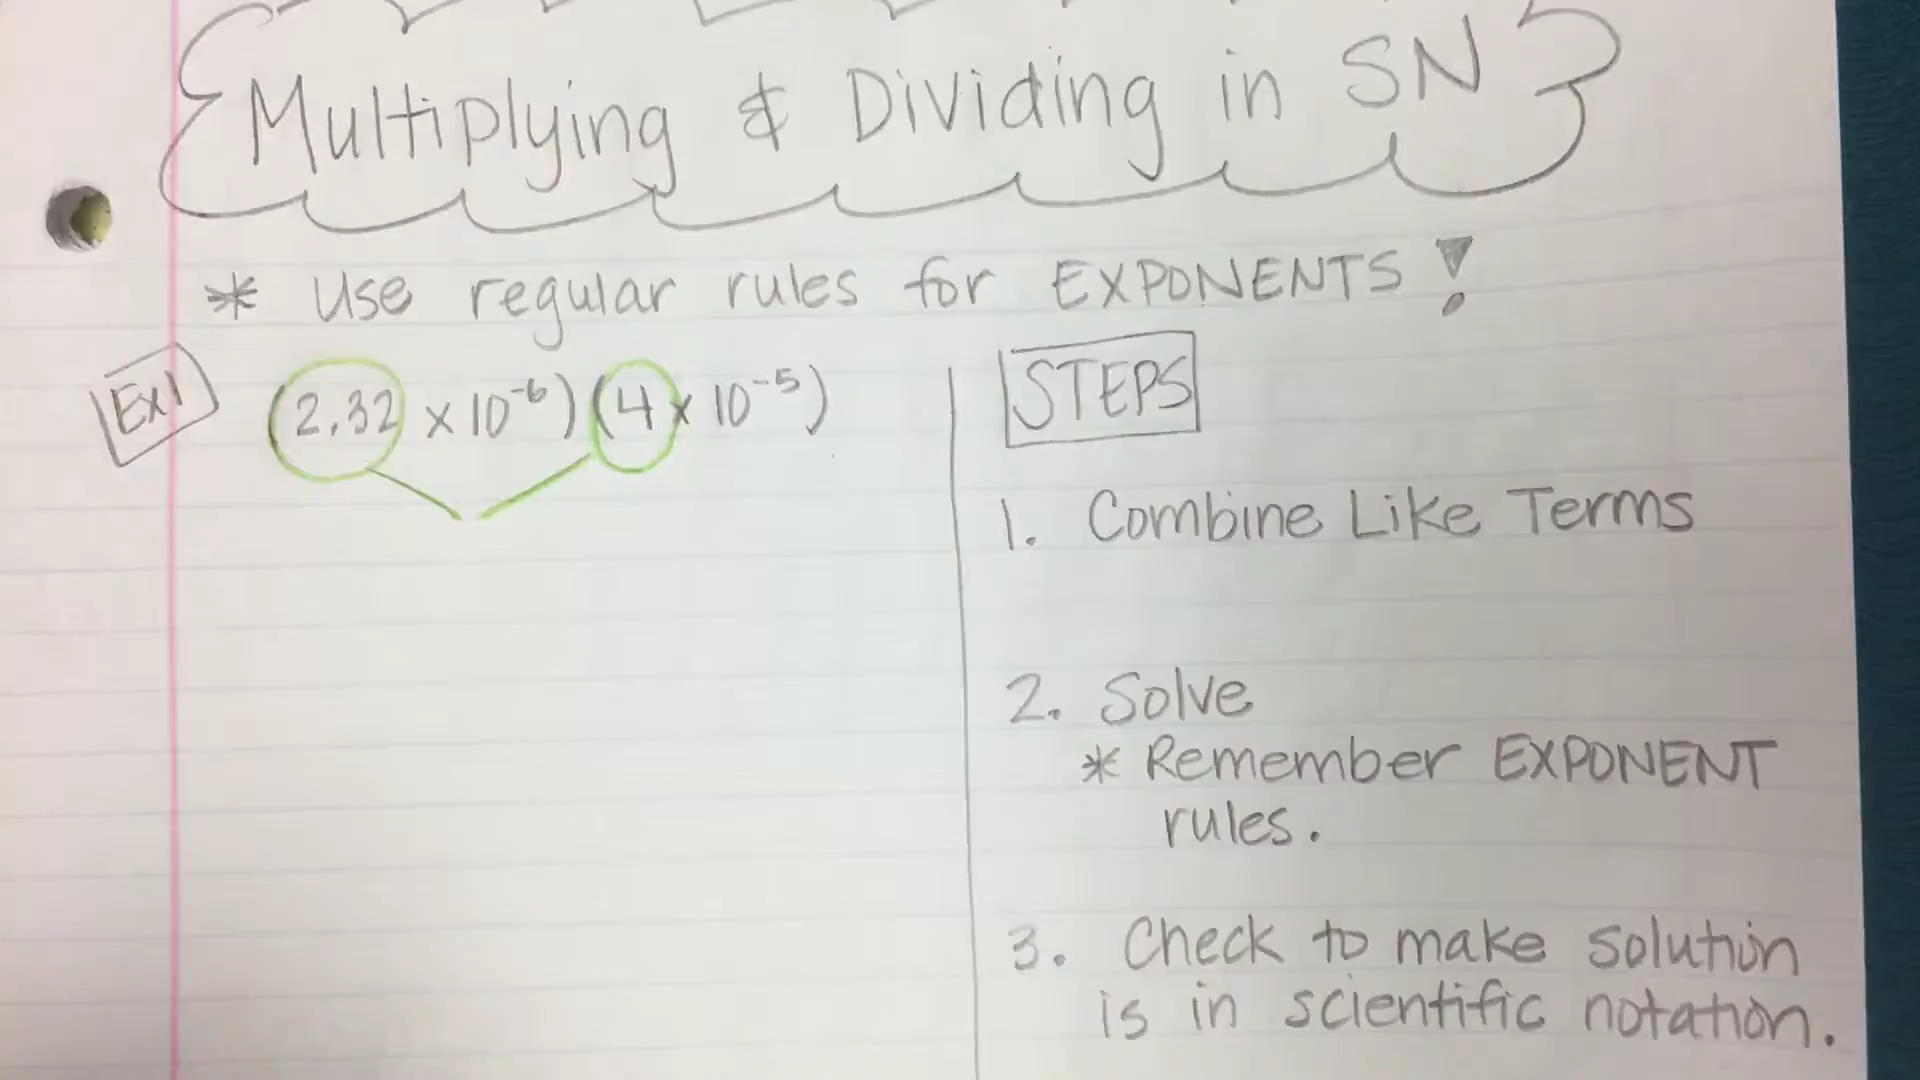 Multiplying & Dividing in SN
* Use regular rules for EXPONENTS!
Ex1 (2.32 x 10⁻⁶)(4 x 10⁻⁵)
STEPS
1. Combine Like Terms
2. Solve
* Remember EXPONENT
rules.
3. Check to make solution
is in scientific notation.